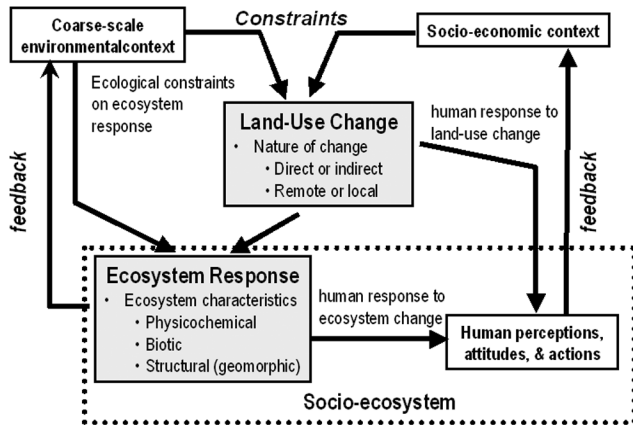 Coarse-scale
environmentalcontext
Constraints
Socio-economic context
Ecological constraints
on ecosystem
response
Land-Use Change
• Nature of change
• Direct or indirect
• Remote or local
human response to
land-use change
feedback
feedback
Ecosystem Response
• Ecosystem characteristics
• Physicochemical
• Biotic
• Structural (geomorphic)
human response to
ecosystem change
Human perceptions,
attitudes, & actions
Socio-ecosystem